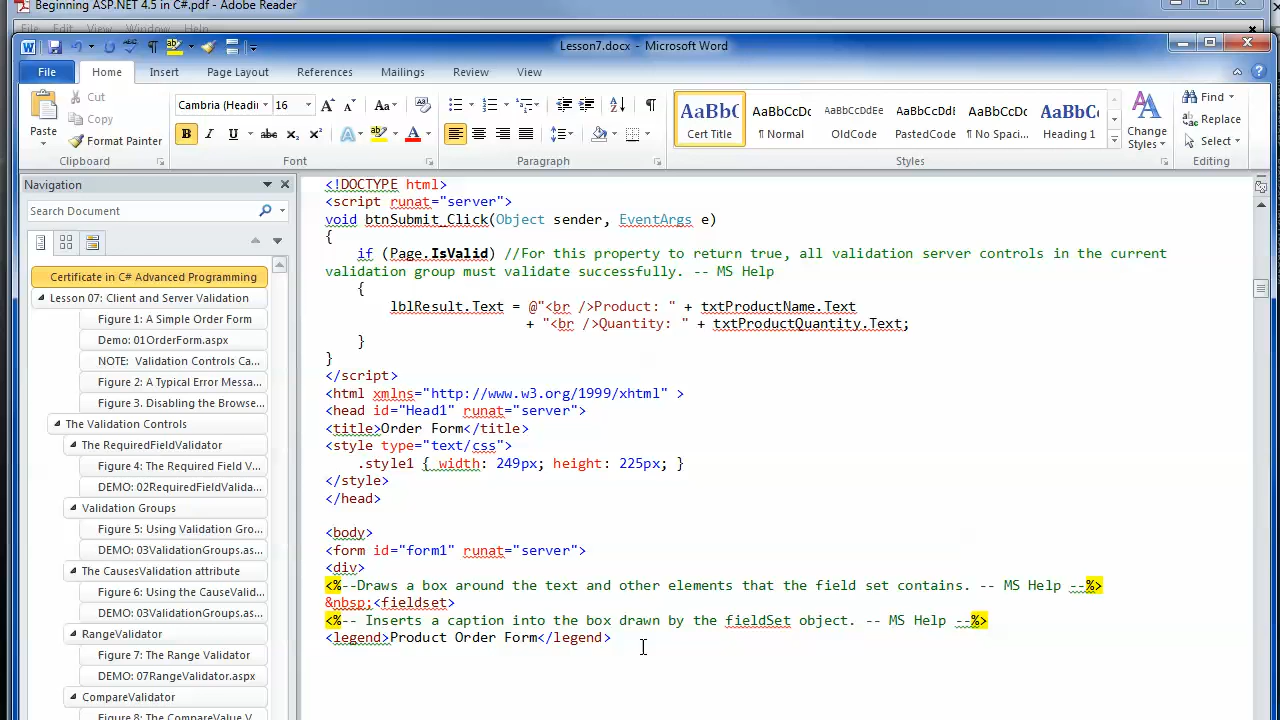 Beginning ASP.NET 4.5 in C#.pdf - Adobe Reader
File Edit View Window Help
Lesson7.docx - Microsoft Word
File Home Insert Page Layout References Mailings Review View
Paste
Cut
Copy
Format Painter
Clipboard
Cambria (Headin 16
Font
Paragraph
AaBbC Cert Title
AaBbCcDc ¶ Normal
AaBbCcDdEe OldCode
AaBbCcDc PastedCode
AaBbCcDc ¶ No Spaci...
AaBbC Heading 1
Change Styles
Styles
Find
Replace
Select
Editing
Navigation
Search Document
Certificate in C# Advanced Programming
Lesson 07: Client and Server Validation
Figure 1: A Simple Order Form
Demo: 01OrderForm.aspx
NOTE: Validation Controls Ca...
Figure 2: A Typical Error Messa...
Figure 3. Disabling the Browse...
The Validation Controls
The RequiredFieldValidator
Figure 4: The Required Field V...
DEMO: 02RequiredFieldValida...
Validation Groups
Figure 5: Using Validation Gro...
DEMO: 03ValidationGroups.as...
The CausesValidation attribute
Figure 6: Using the CauseValid...
DEMO: 03ValidationGroups.as...
RangeValidator
Figure 7: The Range Validator
DEMO: 07RangeValidator.aspx
CompareValidator
Figure 8: The CompareValue V...
<!DOCTYPE html>
<script runat="server">
void btnSubmit_Click(Object sender, EventArgs e)
{
if (Page.IsValid) //For this property to return true, all validation server controls in the current
validation group must validate successfully. -- MS Help
{
lblResult.Text = @"<br />Product: " + txtProductName.Text
+ "<br />Quantity: " + txtProductQuantity.Text;
}
}
</script>
<html xmlns="http://www.w3.org/1999/xhtml" >
<head id="Head1" runat="server">
<title>Order Form</title>
<style type="text/css">
.style1 { width: 249px; height: 225px; }
</style>
</head>
<body>
<form id="form1" runat="server">
<div>
<%--Draws a box around the text and other elements that the field set contains. -- MS Help --%>
&nbsp;<fieldset>
<%-- Inserts a caption into the box drawn by the fieldSet object. -- MS Help --%>
<legend>Product Order Form</legend>